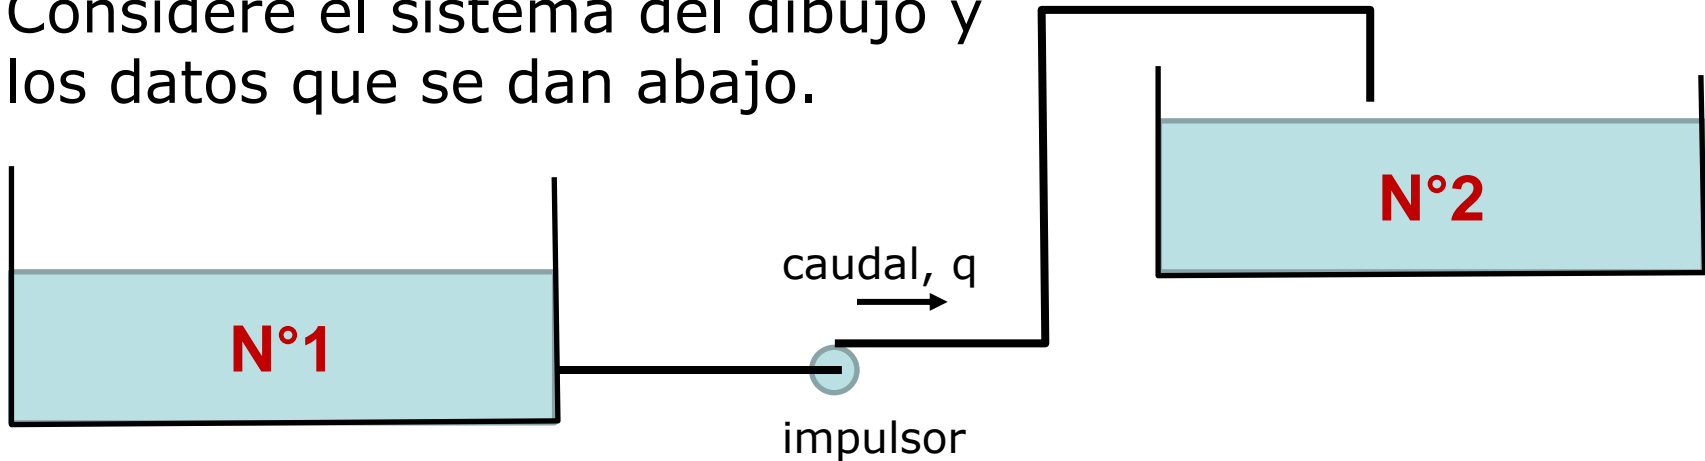 Considere el sistema del dibujo y
los datos que se dan abajo.
N°2
caudal, q
N°1
impulsor